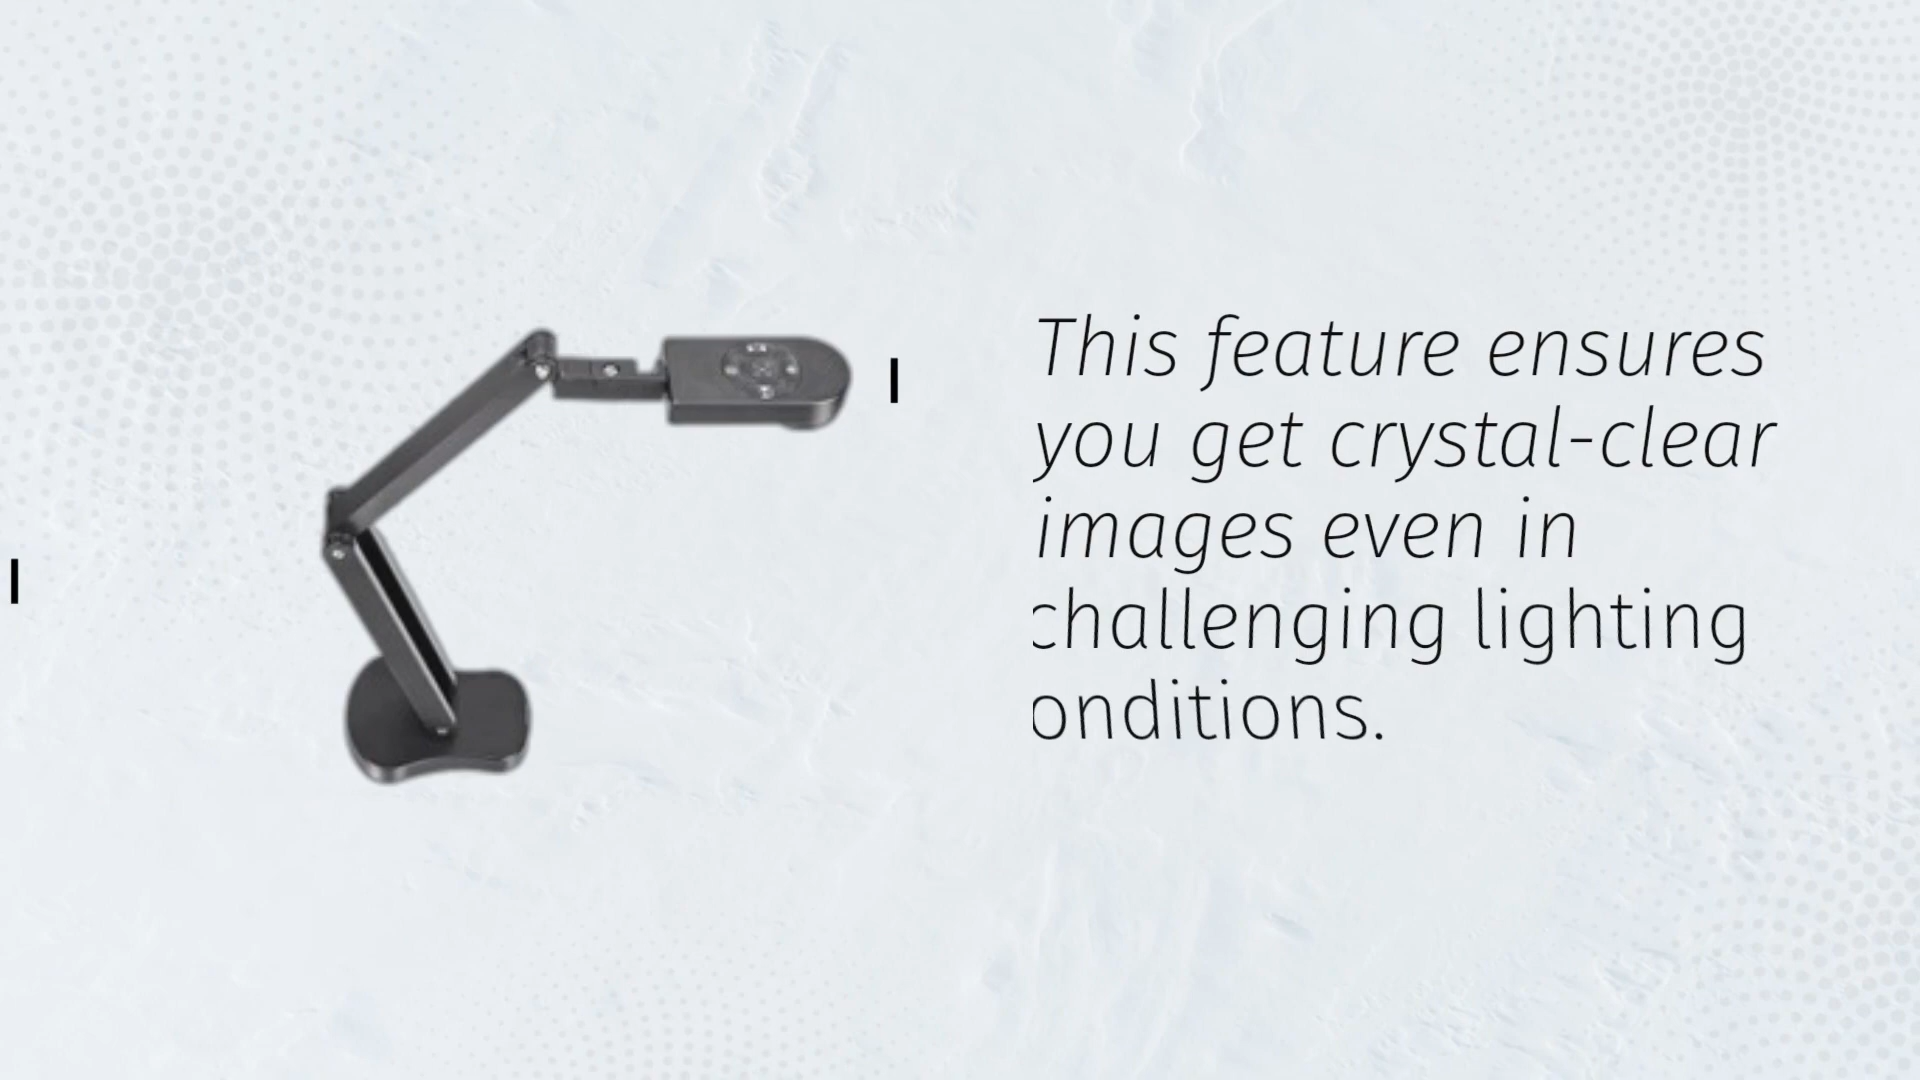 This feature ensures
you get crystal-clear
images even in
challenging lighting
onditions.